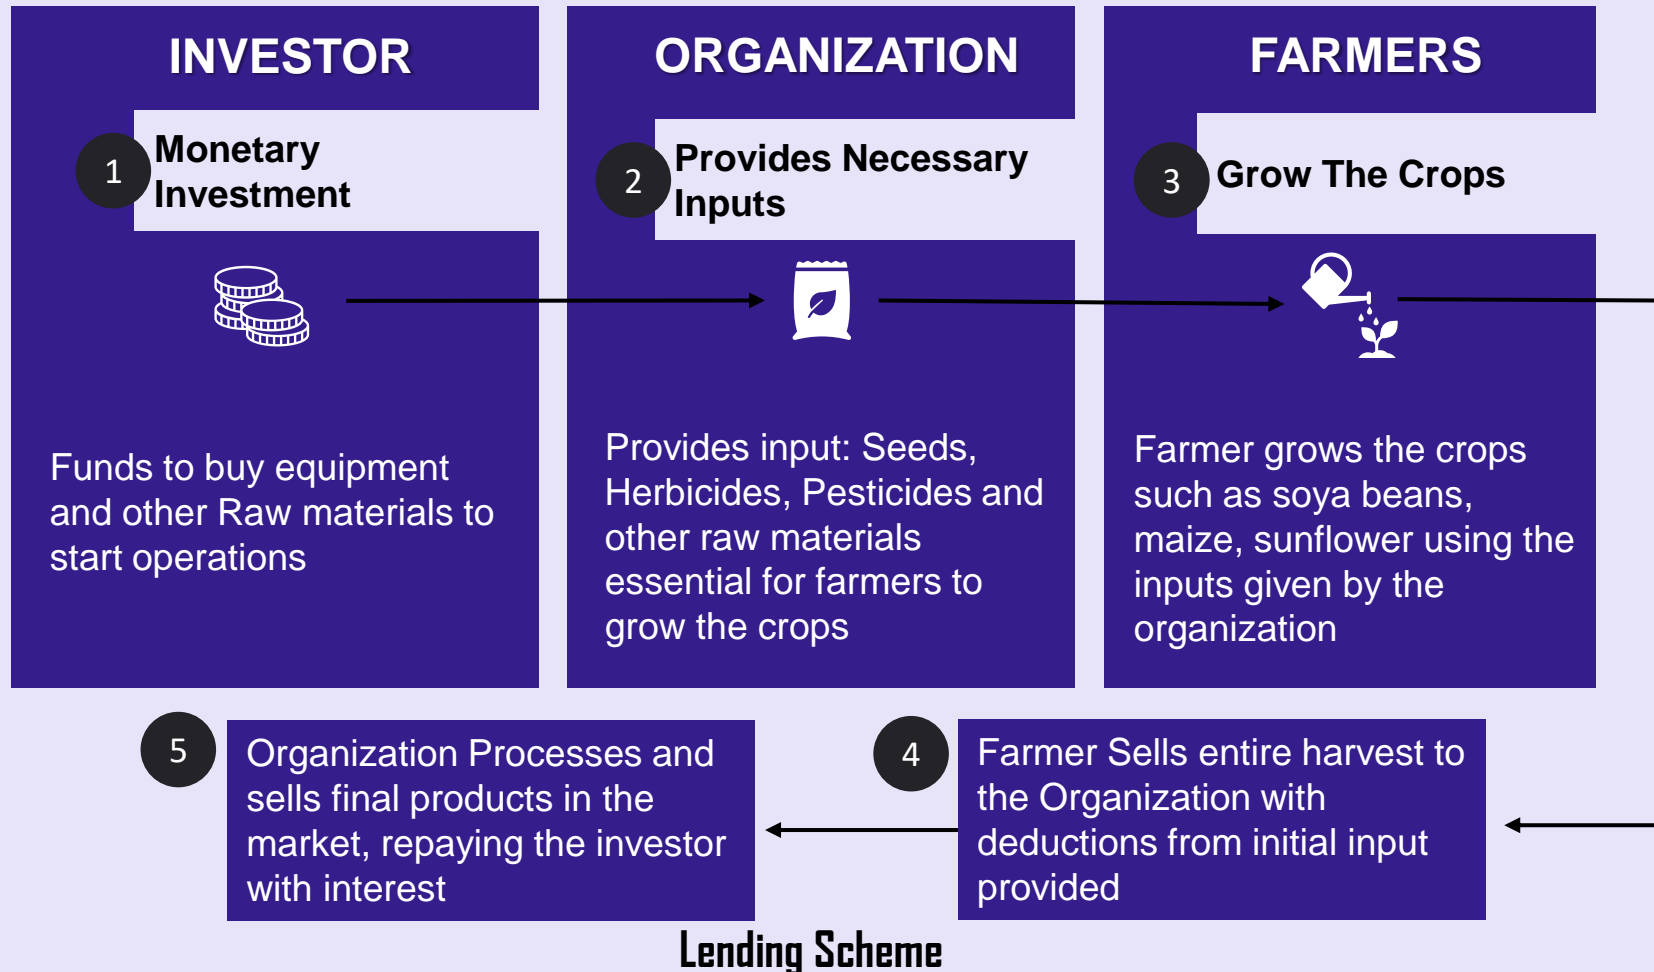 INVESTOR
1
Monetary
Investment
Funds to buy equipment
and other Raw materials to
start operations
ORGANIZATION
2
Provides Necessary
Inputs
Provides input: Seeds,
Herbicides, Pesticides and
other raw materials
essential for farmers to
grow the crops
FARMERS
3
Grow The Crops
Farmer grows the crops
such as soya beans,
maize, sunflower using the
inputs given by the
organization
4
Farmer Sells entire harvest to
the Organization with
deductions from initial input
provided
5
Organization Processes and
sells final products in the
market, repaying the investor
with interest
Lending Scheme